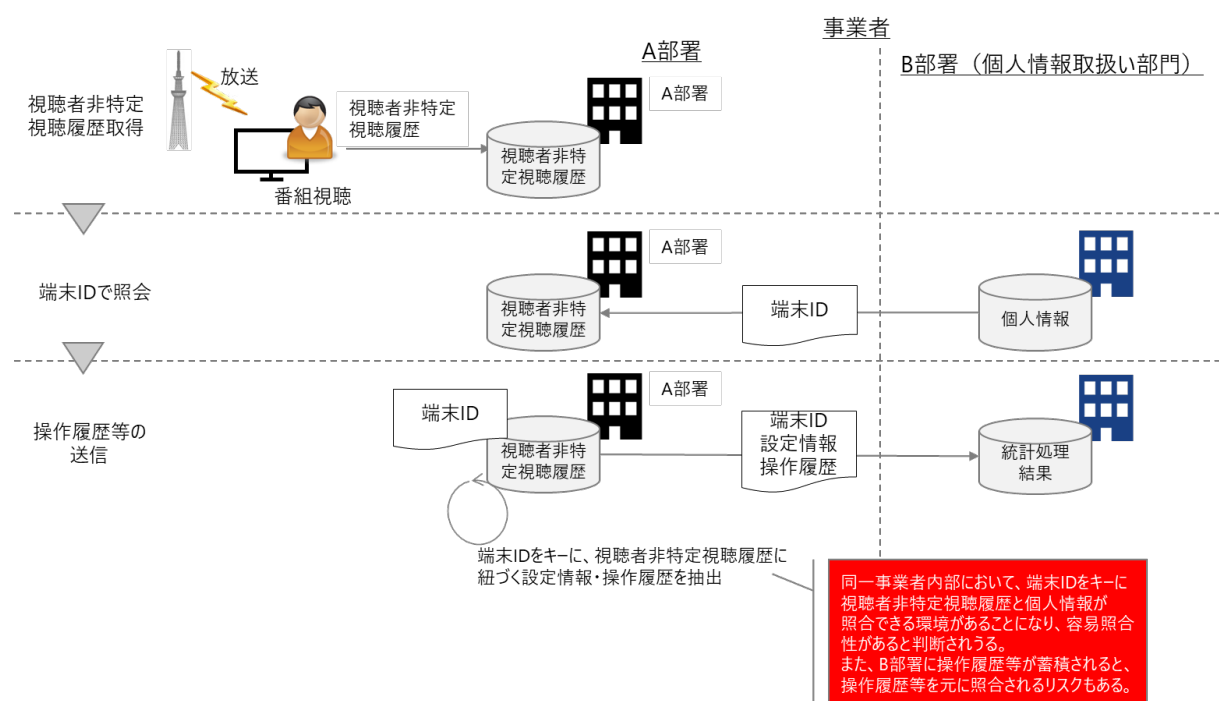 事業者
A部署
B部署（個人情報取扱い部門）
視聴者非特定
視聴履歴取得
放送
番組視聴
視聴者非特定
視聴履歴
視聴者非特
定視聴履歴
A部署
端末IDで照会
視聴者非特
定視聴履歴
A部署
端末ID
個人情報
操作履歴等の
送信
端末ID
視聴者非特
定視聴履歴
A部署
端末ID
設定情報
操作履歴
統計処理
結果
端末IDをキーに、視聴者非特定視聴履歴に
紐づく設定情報・操作履歴を抽出
同一事業者内部において、端末IDをキーに
視聴者非特定視聴履歴と個人情報が
照合できる環境があることになり、容易照合
性があると判断されうる。
また、B部署に操作履歴等が蓄積されると、
操作履歴等を元に照合されるリスクもある。